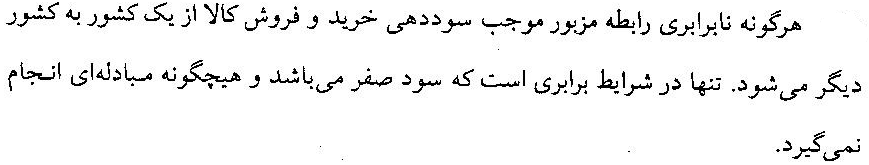 هرگونه نابرابری رابطه مزبور موجب سوددهی خرید و فروش کالا از یک کشور به کشور
دیگر می‌شود. تنها در شرایط برابری است که سود صفر می‌باشد و هیچگونه مبادله‌ای انجام
نمی‌گیرد.